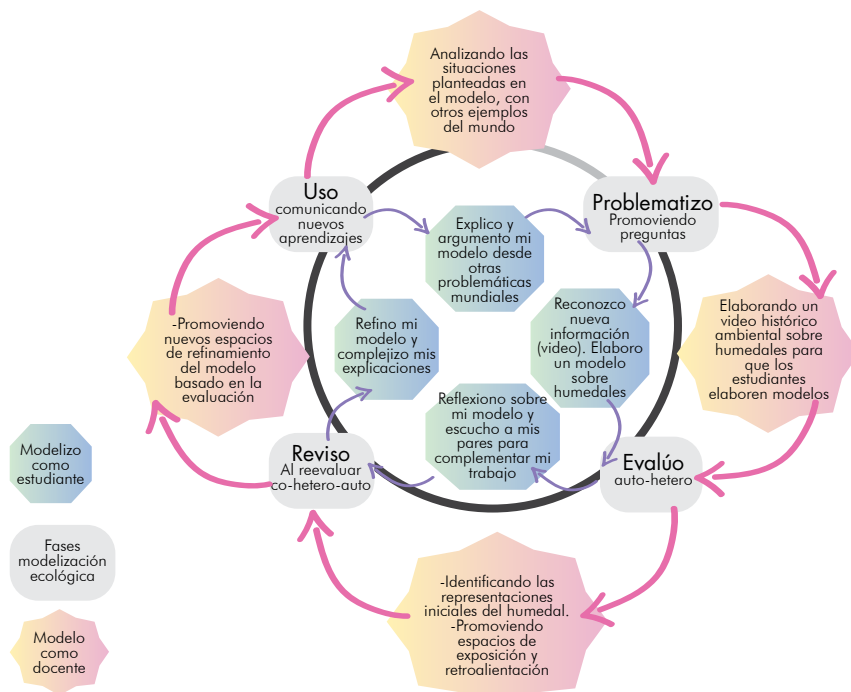 Analizando las
situaciones
planteadas en
el modelo, con
otros ejemplos
del mundo
Uso
comunicando
nuevos
aprendizajes
Explico y
argumento mi
modelo desde
otras
problemáticas
mundiales
Problematizo
Promoviendo
preguntas
-Promoviendo
nuevos espacios
de refinamiento
del modelo
basado en la
evaluación
Refino mi
modelo y
complejizo mis
explicaciones
Reconozco
nueva
información
(video). Elaboro
un modelo
sobre
humedales
Elaborando un
video histórico
ambiental sobre
humedales para
que los
estudiantes
elaboren modelos
Reflexiono sobre
mi modelo y
escucho a mis
pares para
complementar mi
trabajo
Reviso
Al reevaluar
co-hetero-auto
Evalúo
auto-hetero
Modelizo
como
estudiante
Fases
modelización
ecológica
Modelo
como
docente
-Identificando las
representaciones
iniciales del humedal.
-Promoviendo
espacios de
exposición y
retroalientación